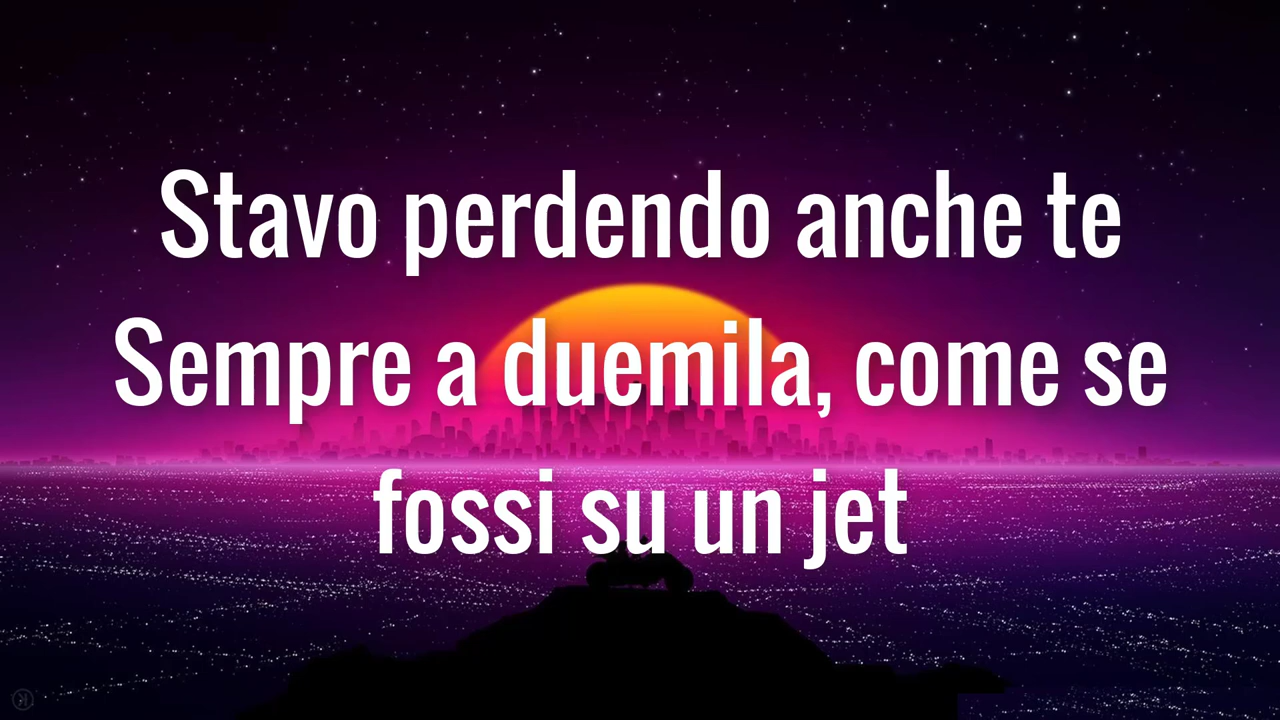 Stavo perdendo anche te
Sempre a duemila, come se
fossi su un jet